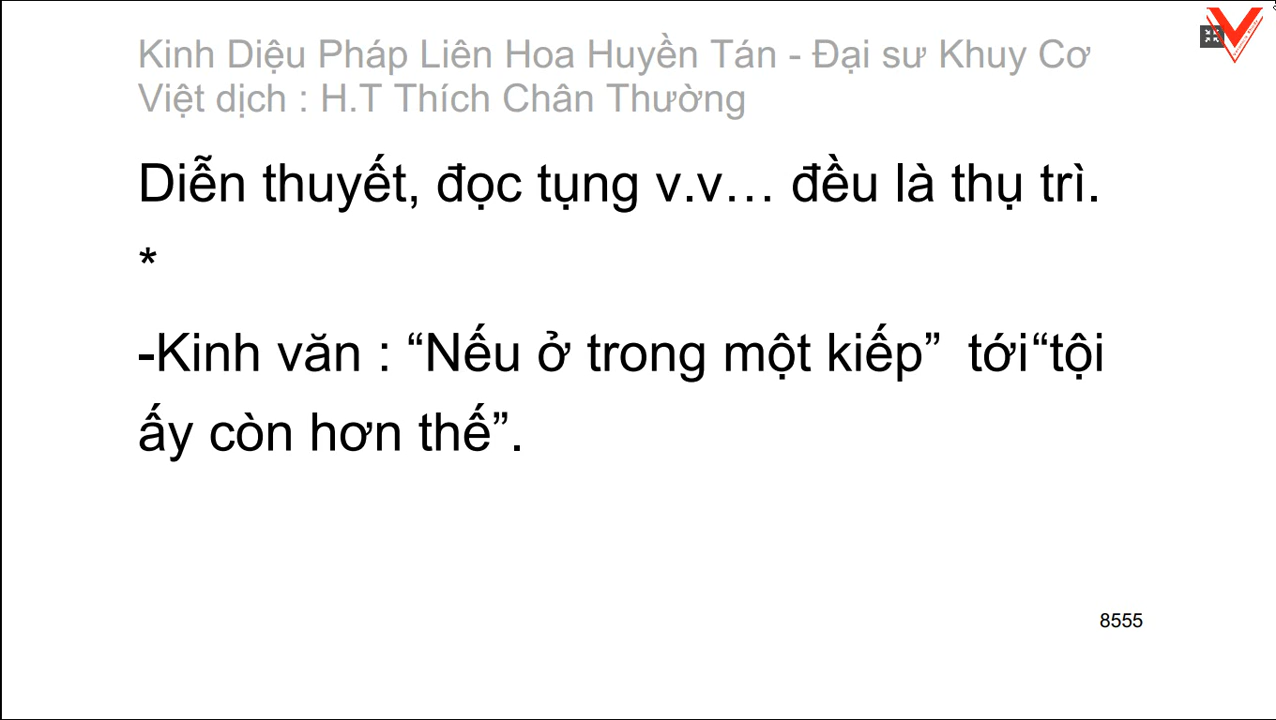 Kinh Diệu Pháp Liên Hoa Huyền Tán - Đại sư Khuy Cơ
Việt dịch : H.T Thích Chân Thường
Diễn thuyết, đọc tụng v.v… đều là thụ trì.
*
-Kinh văn : “Nếu ở trong một kiếp”  tới“tội
ấy còn hơn thế”.
8555